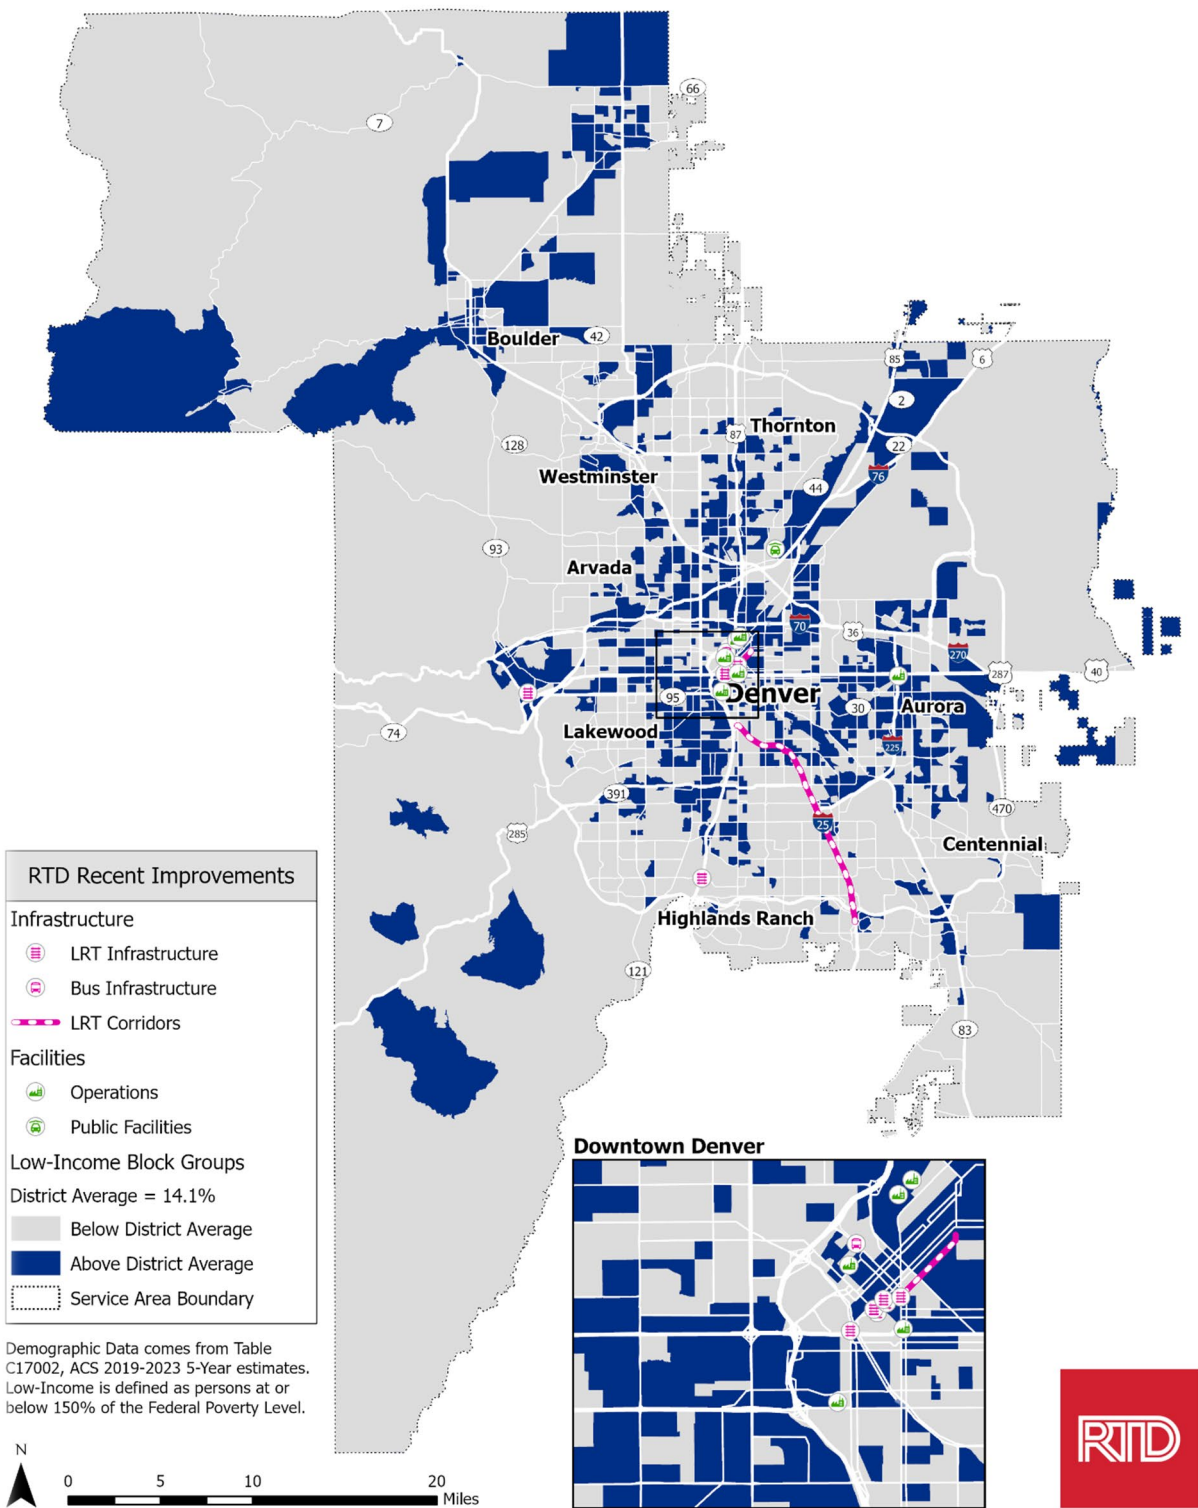 66
7
Boulder
42
85
6
2
87
Thornton
128
22
Westminster
76
44
93
Arvada
70
36
270
287
40
95
Denver
30
Aurora
74
Lakewood
225
391
470
285
25
Centennial
RTD Recent Improvements
Highlands Ranch
Infrastructure
LRT Infrastructure
121
Bus Infrastructure
LRT Corridors
83
Facilities
Operations
Public Facilities
Downtown Denver
Low-Income Block Groups
District Average = 14.1%
Below District Average
Above District Average
Service Area Boundary
Demographic Data comes from Table
C17002, ACS 2019-2023 5-Year estimates.
Low-Income is defined as persons at or
below 150% of the Federal Poverty Level.
N
0 5 10 20
Miles
RTD